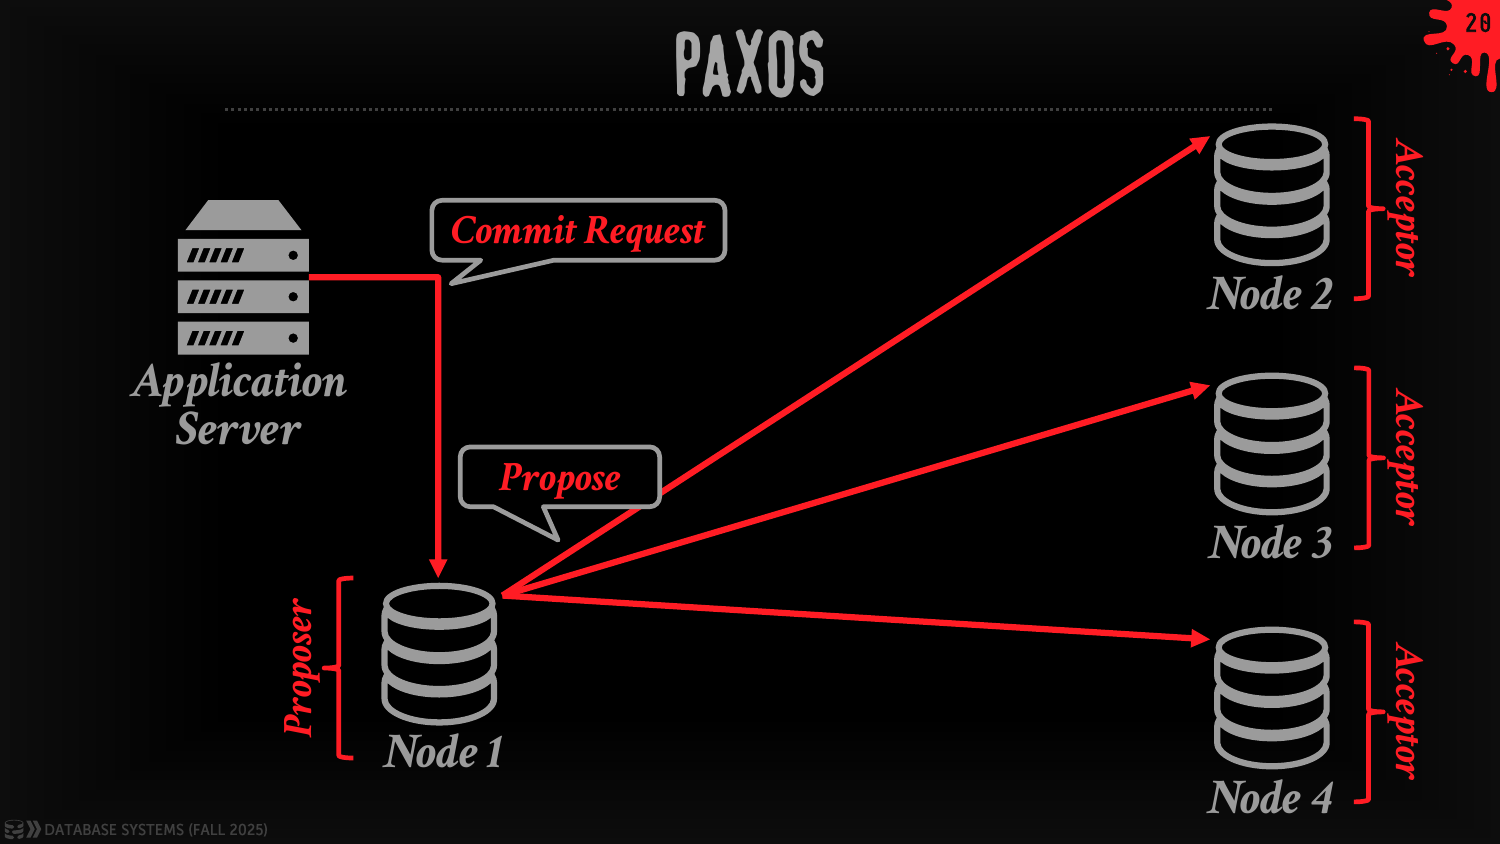 PAXOS
20
Commit Request
Application
Server
Propose
Proposer
Node 1
Acceptor
Node 2
Acceptor
Node 3
Acceptor
Node 4
DATABASE SYSTEMS (FALL 2025)